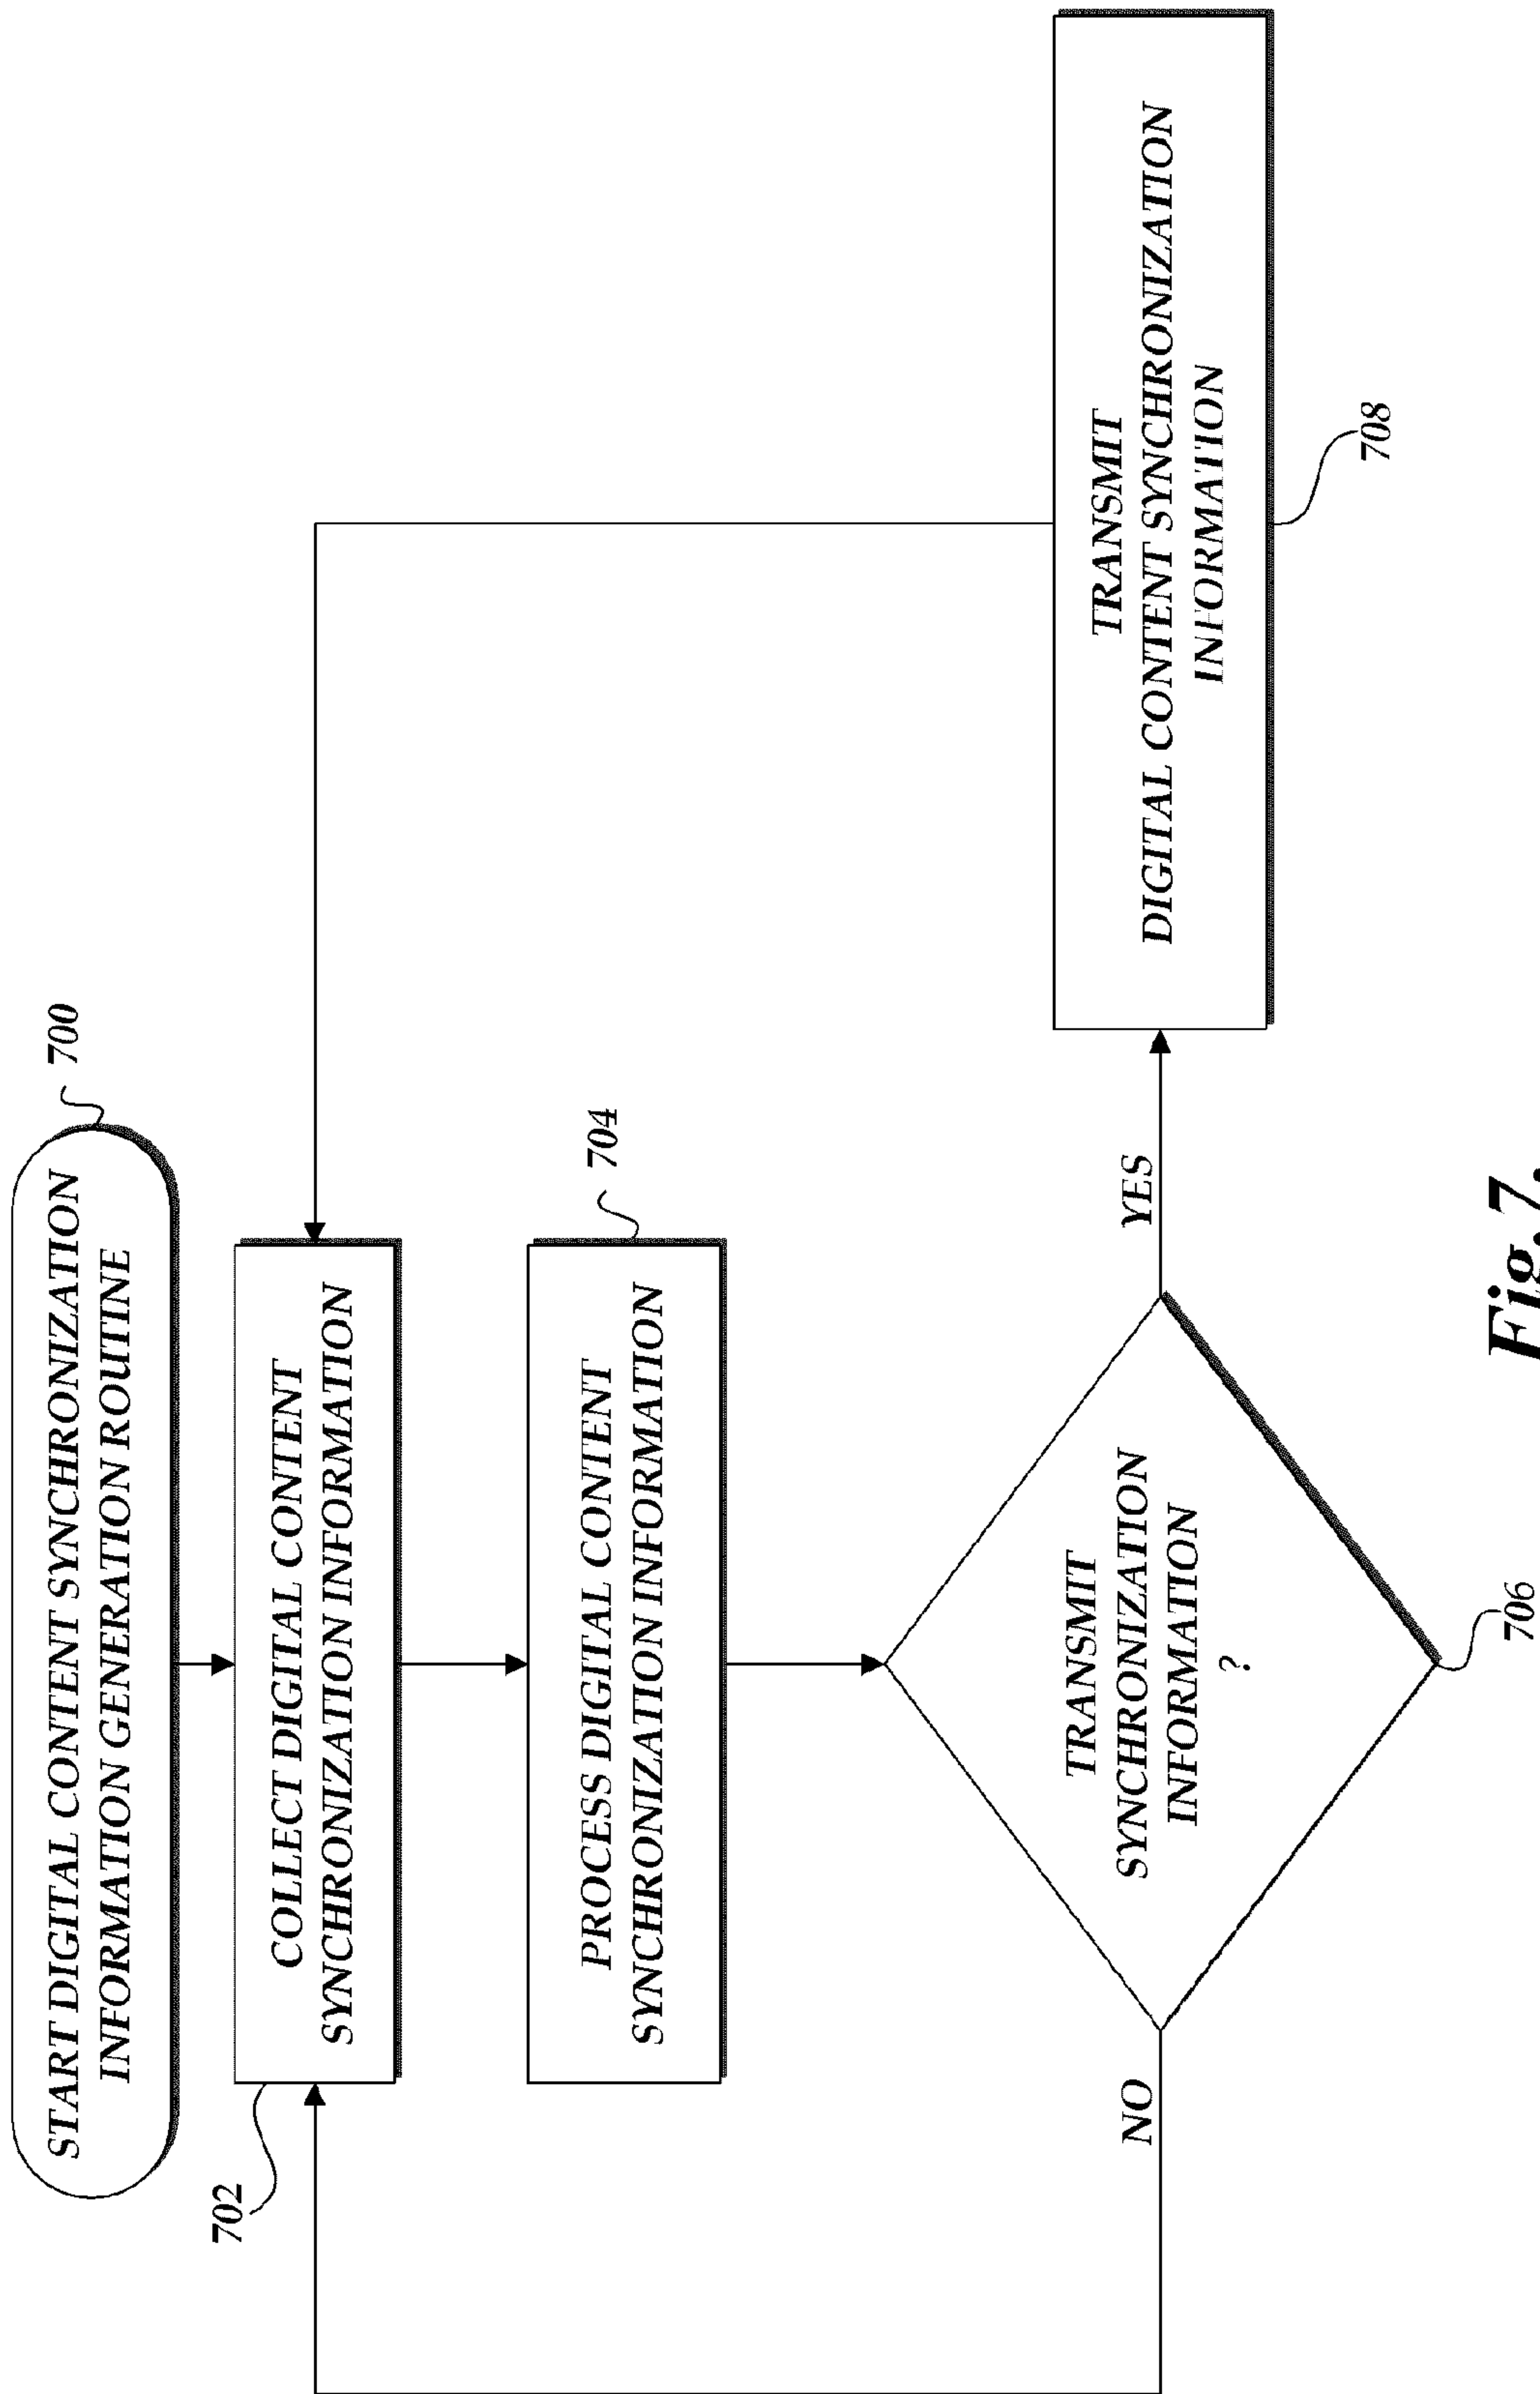 START DIGITAL CONTENT SYNCHRONIZATION
INFORMATION GENERATION ROUTINE
700
702
COLLECT DIGITAL CONTENT
SYNCHRONIZATION INFORMATION
704
PROCESS DIGITAL CONTENT
SYNCHRONIZATION INFORMATION
TRANSMIT
SYNCHRONIZATION
INFORMATION
?
706
NO
YES
TRANSMIT
DIGITAL CONTENT SYNCHRONIZATION
INFORMATION
708
Fig.7.